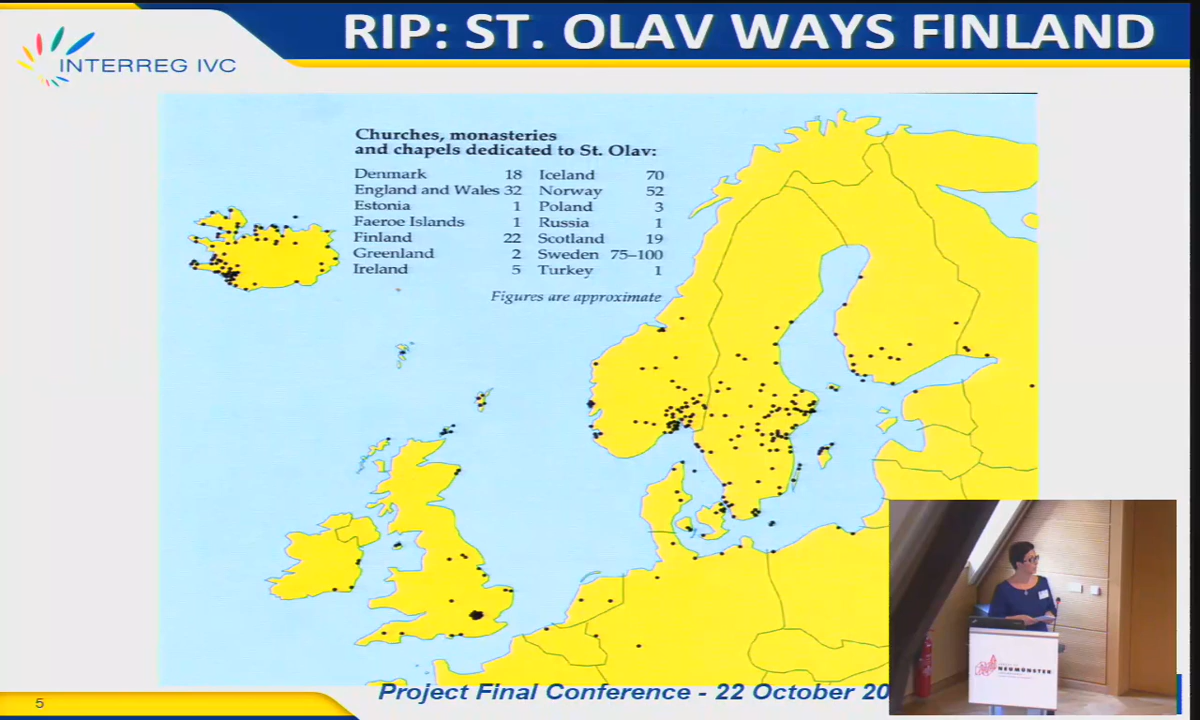 RIP: ST. OLAV WAYS FINLAND
INTERREG IVC
Churches, monasteries
and chapels dedicated to St. Olav:
Denmark 18 Iceland 70
England and Wales 32 Norway 52
Estonia 1 Poland 3
Faeroe Islands 1 Russia 1
Finland 22 Scotland 19
Greenland 2 Sweden 75–100
Ireland 5 Turkey 1
Figures are approximate
NEUMÜNSTER
5
Project Final Conference - 22 October 20